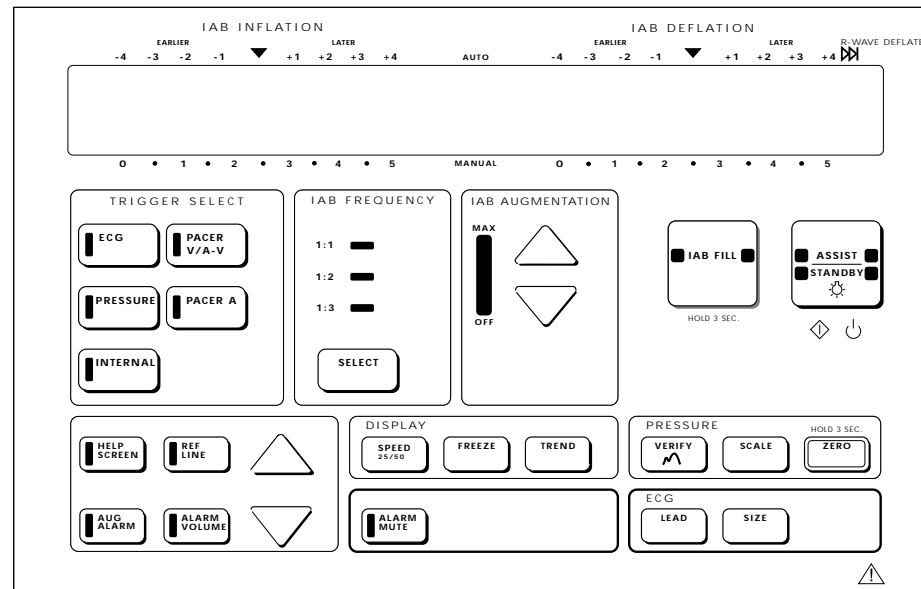 IAB INFLATION IAB DEFLATION
EARLIER LATER EARLIER LATER R-WAVE DEFLATE
-4 -3 -2 -1 +1 +2 +3 +4 AUTO -4 -3 -2 -1 +1 +2 +3 +4
0 • 1 • 2 • 3 • 4 • 5 MANUAL 0 • 1 • 2 • 3 • 4 • 5
TRIGGER SELECT
ECG
PACER
V/A-V
PRESSURE
PACER A
INTERNAL
IAB FREQUENCY
1:1
1:2
1:3
SELECT
IAB AUGMENTATION
MAX
OFF
IAB FILL
HOLD 3 SEC.
ASSIST
STANDBY
HELP
SCREEN
REF
LINE
AUG
ALARM
ALARM
VOLUME
DISPLAY
SPEED
25/50
FREEZE
TREND
ALARM
MUTE
PRESSURE
HOLD 3 SEC.
VERIFY
SCALE
ZERO
ECG
LEAD
SIZE